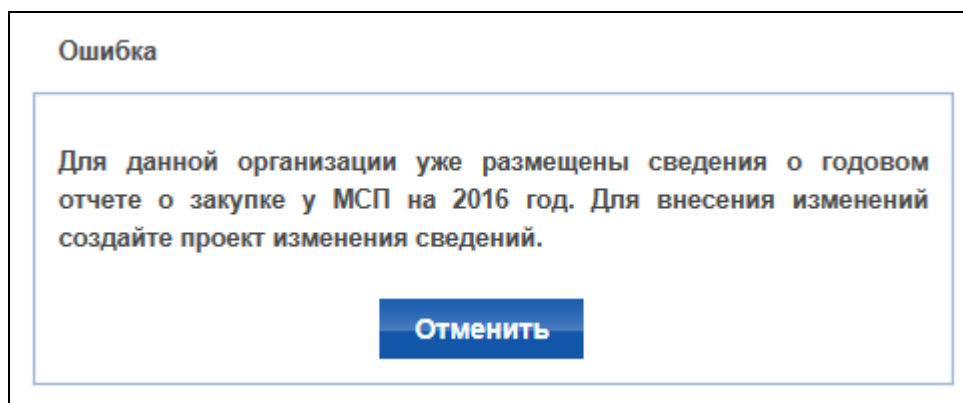 Ошибка
Для данной организации уже размещены сведения о годовом
отчете о закупке у МСП на 2016 год. Для внесения изменений
создайте проект изменения сведений.
Отменить